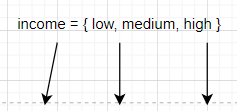 income = { low, medium, high }